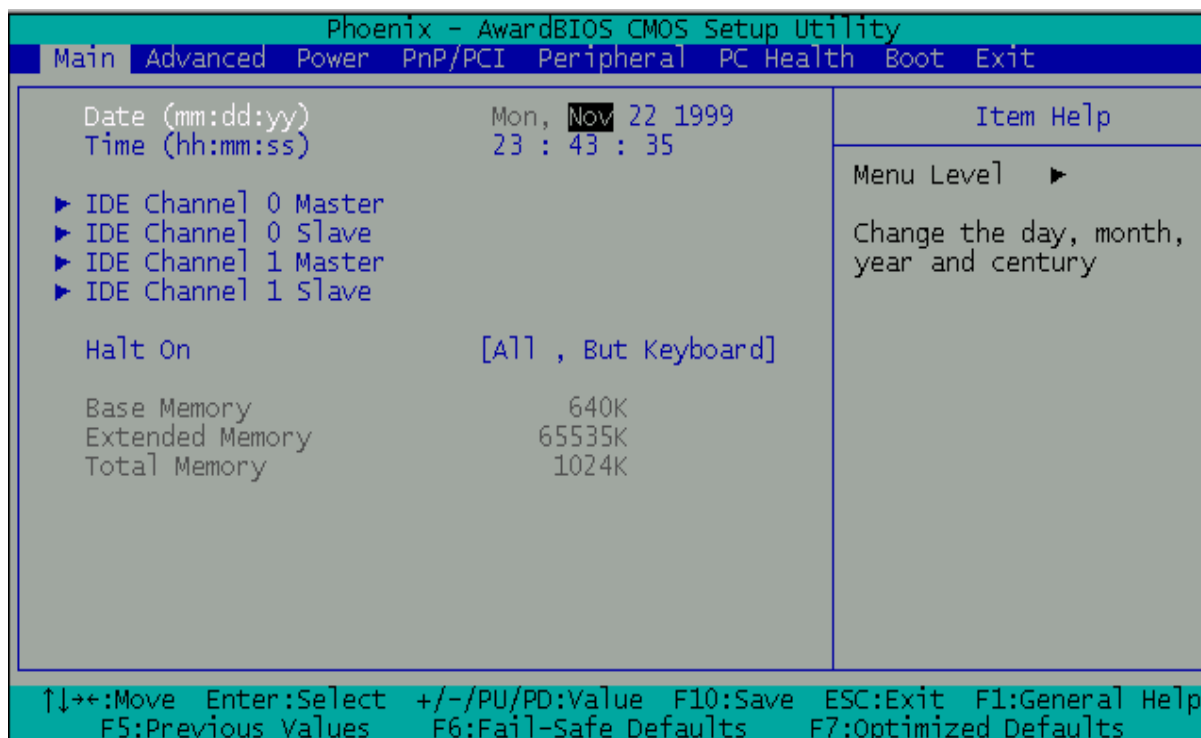 Phoenix - AwardBIOS CMOS Setup Utility
Main Advanced Power PnP/PCI Peripheral PC Health Boot Exit
Date (mm:dd:yy) Mon, Nov 22 1999
Time (hh:mm:ss) 23 : 43 : 35
► IDE Channel 0 Master
► IDE Channel 0 Slave
► IDE Channel 1 Master
► IDE Channel 1 Slave
Halt On [All , But Keyboard]
Base Memory 640K
Extended Memory 65535K
Total Memory 1024K
Item Help
Menu Level ►
Change the day, month,
year and century
↑↓→←:Move Enter:Select +/-/PU/PD:Value F10:Save ESC:Exit F1:General Help
F5:Previous Values F6:Fail-Safe Defaults F7:Optimized Defaults